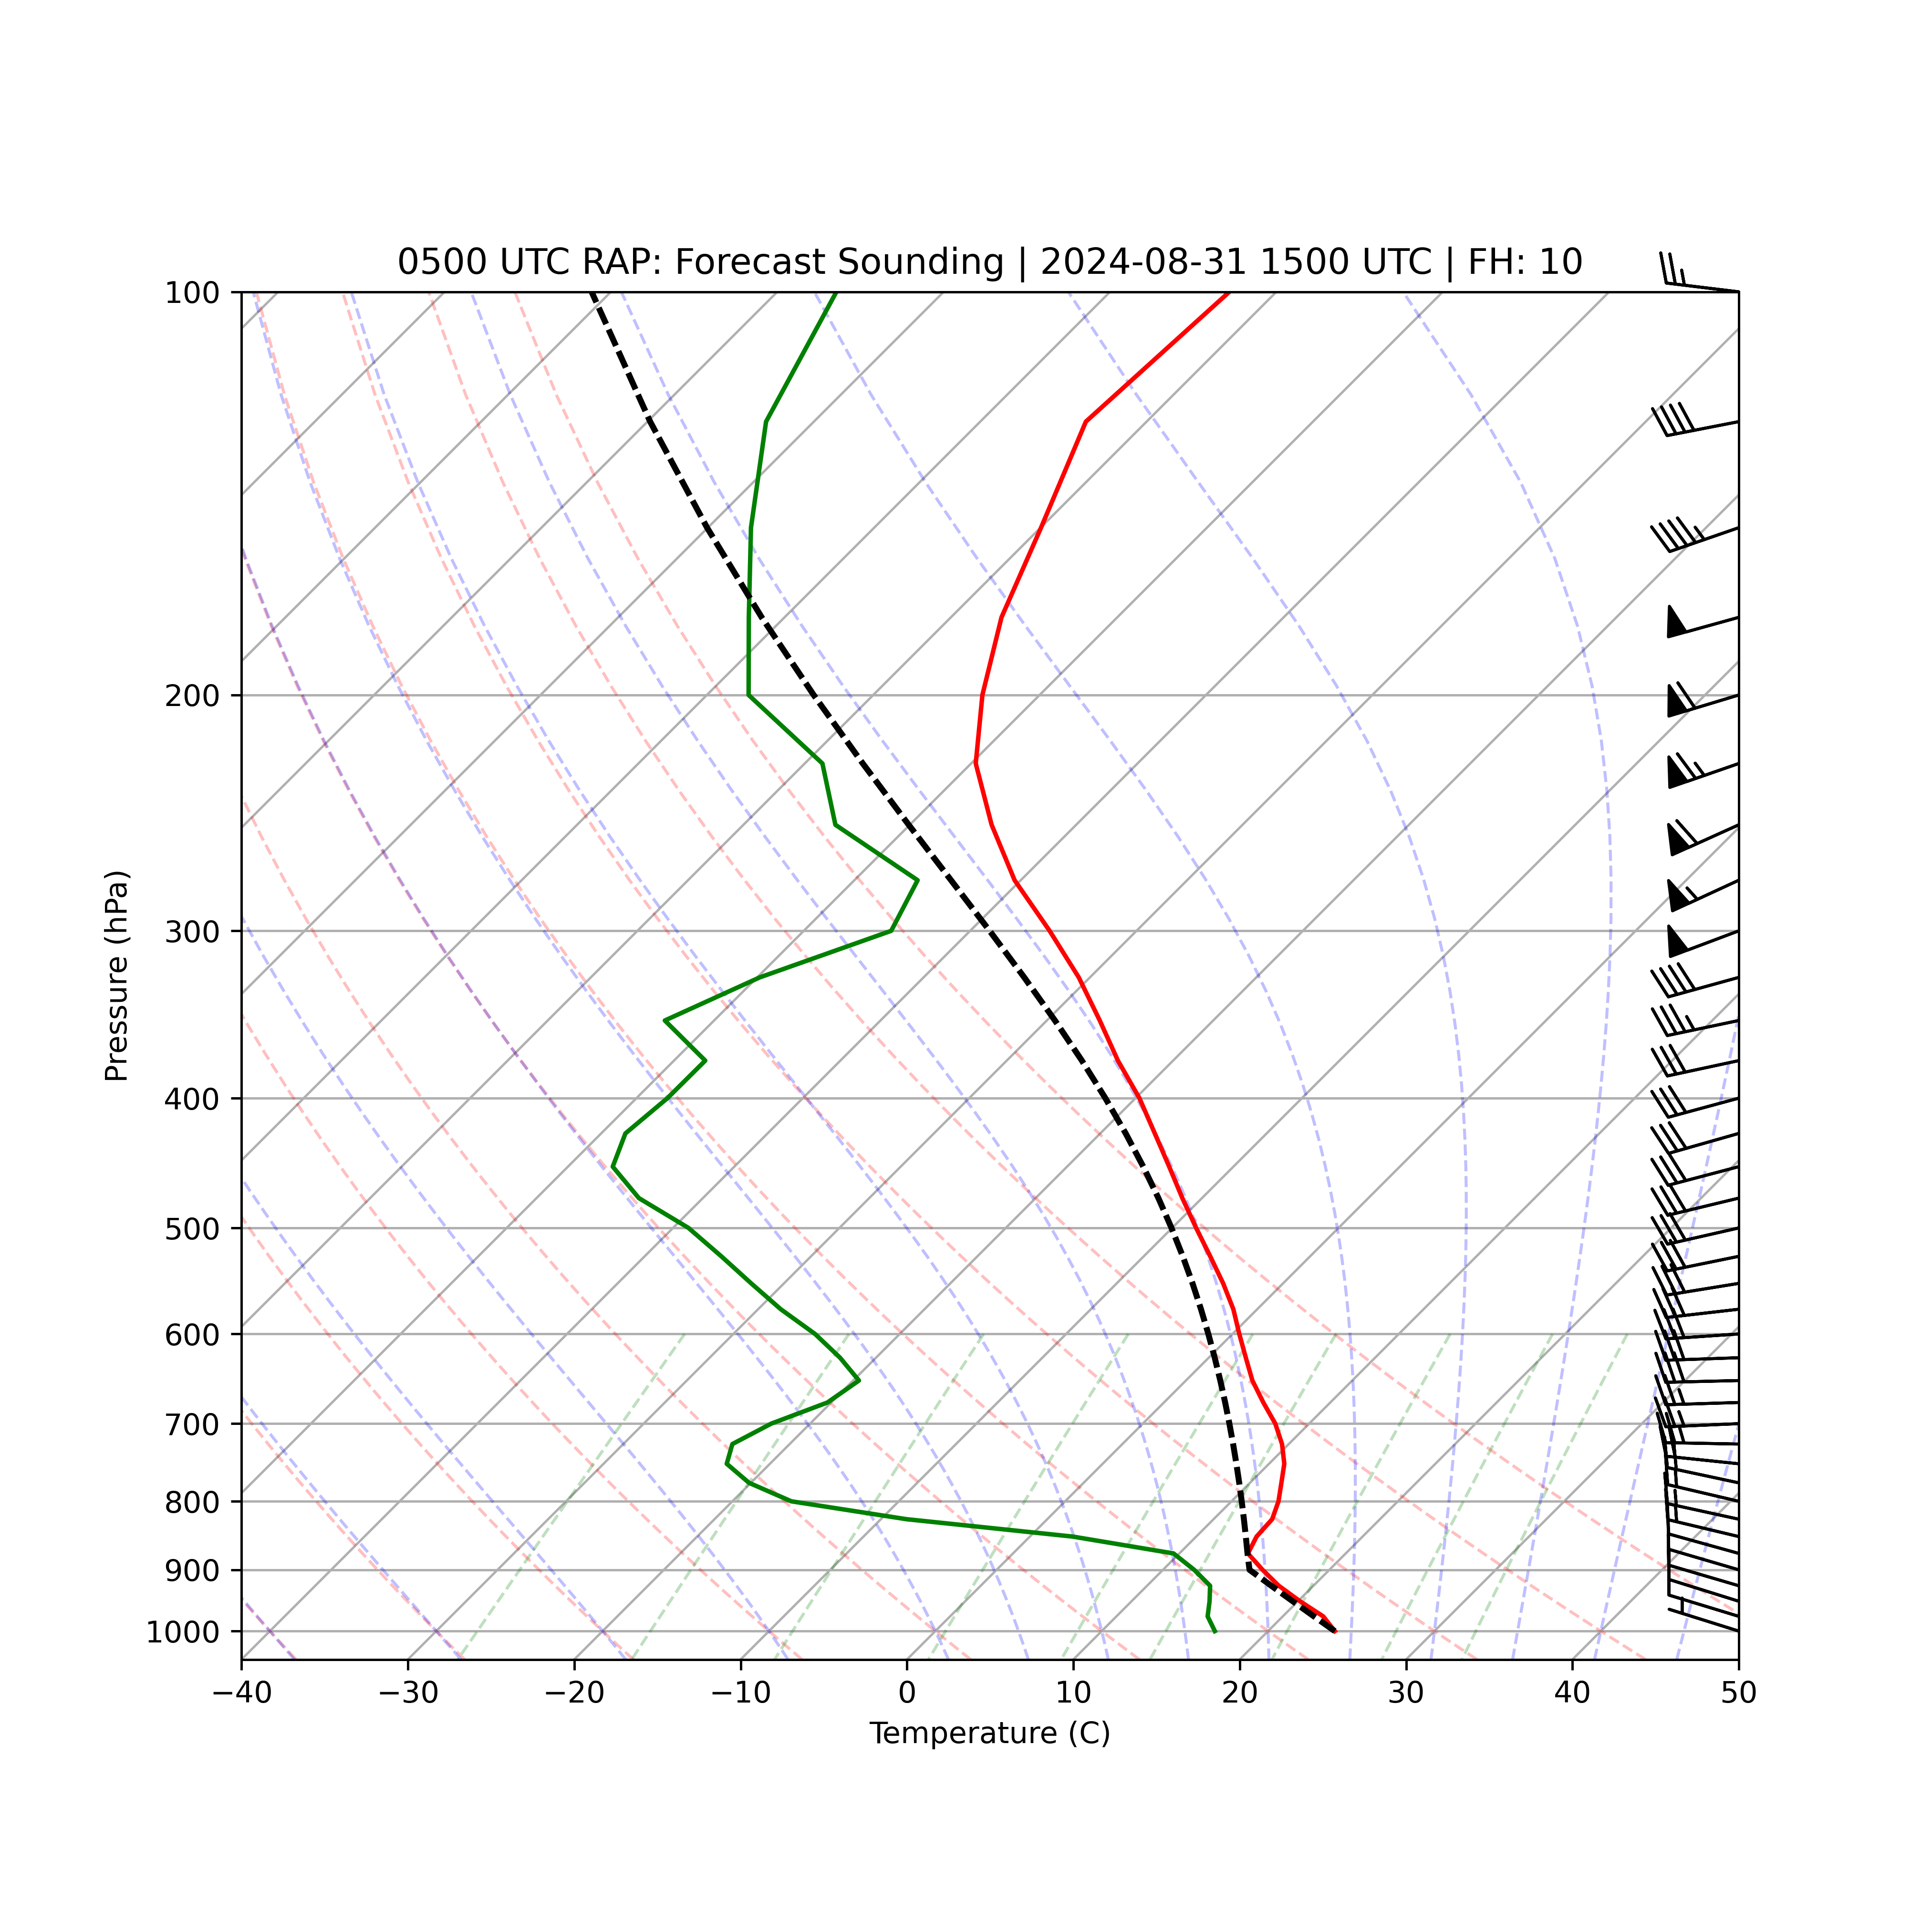 0500 UTC RAP: Forecast Sounding | 2024-08-31 1500 UTC | FH: 10
100
200
300
400
500
600
700
800
900
1000
Pressure (hPa)
−40 −30 −20 −10 0 10 20 30 40 50
Temperature (C)